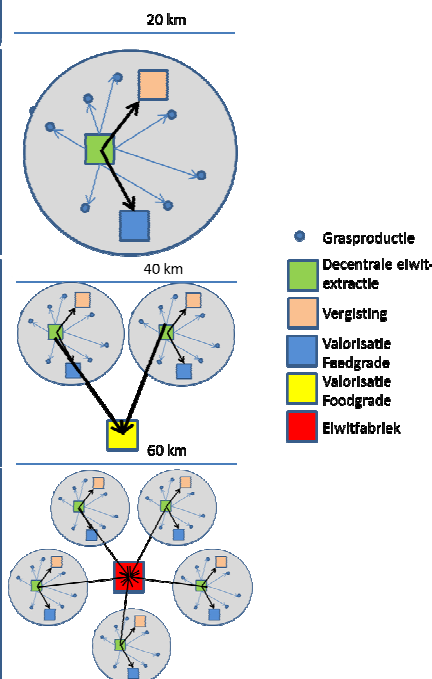 20 km
Grasproductie
Decentrale eiwit-
extractie
40 km
Vergisting
Valorisatie
Feedgrade
Valorisatie
Foodgrade
Eiwitfabriek
60 km